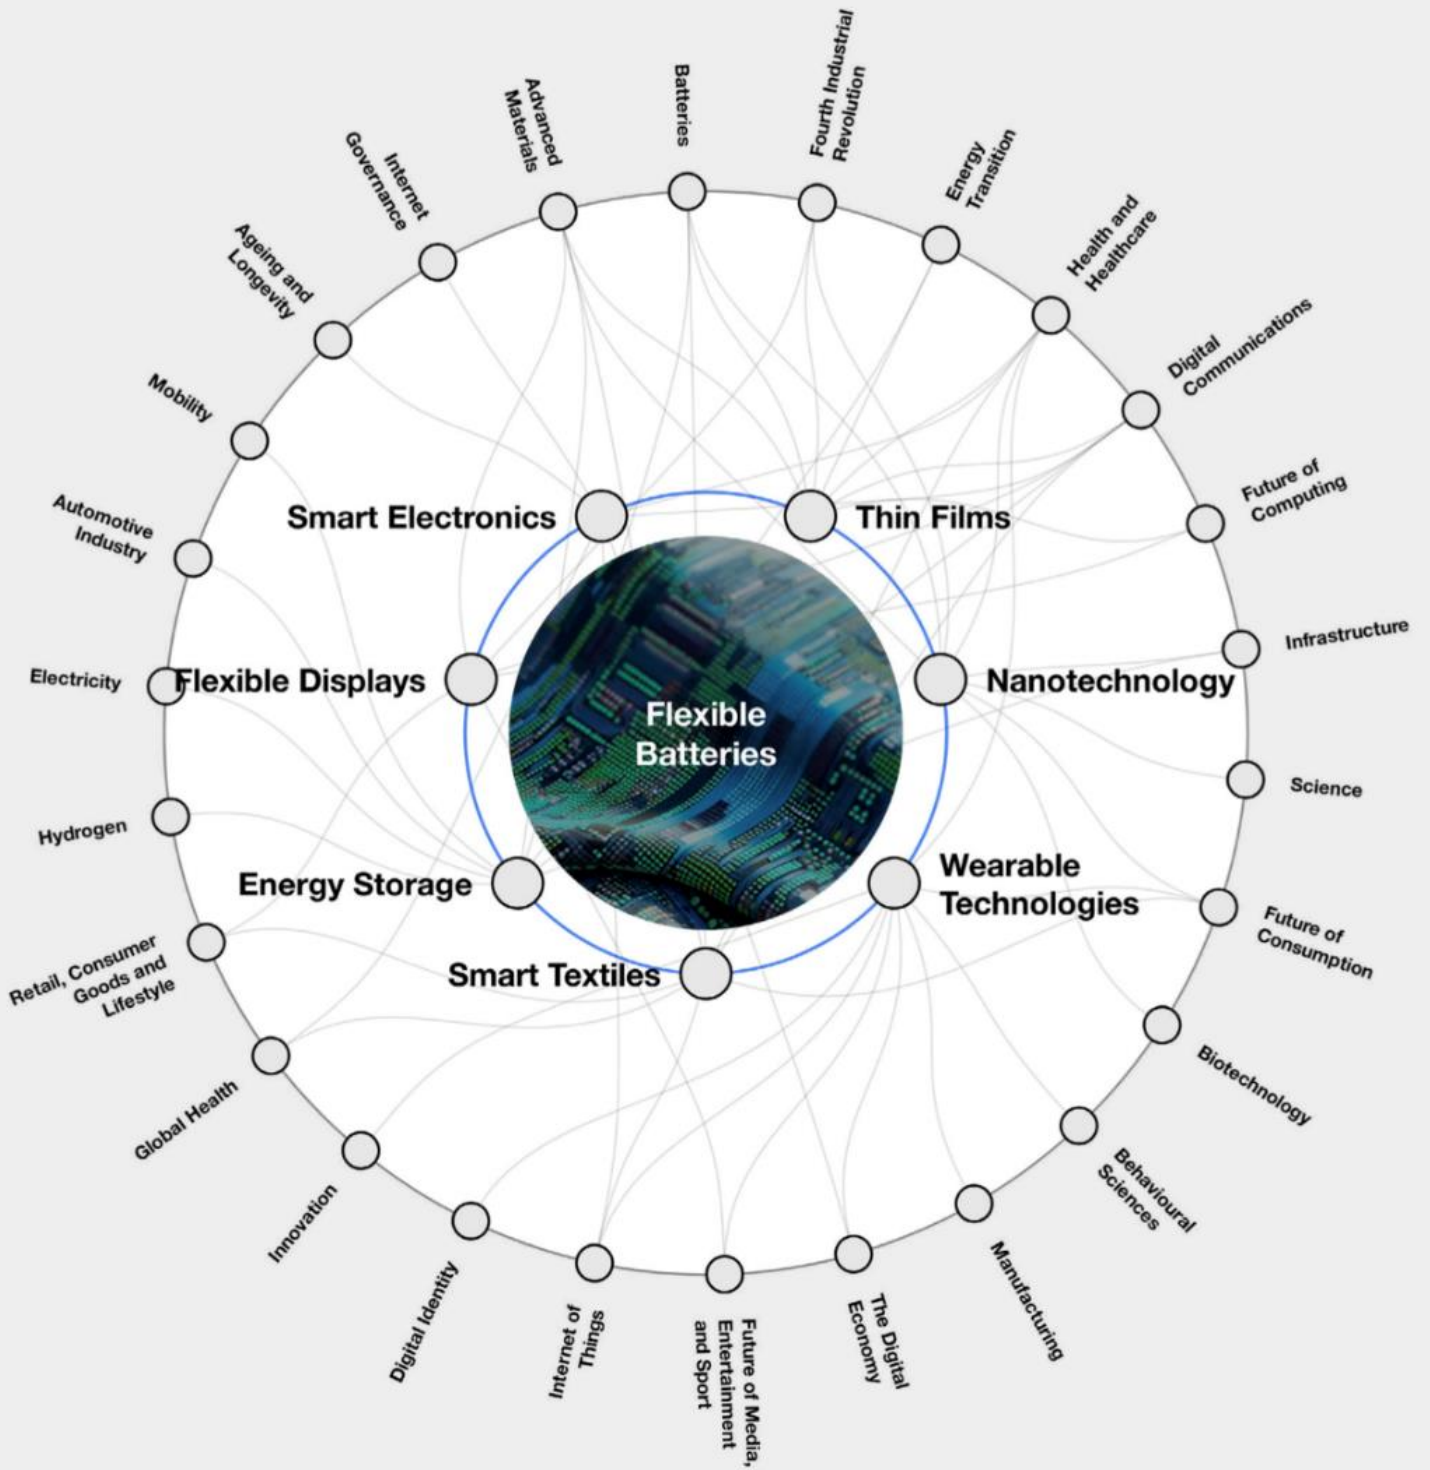 Batteries
Fourth Industrial
Revolution
Energy
Transition
Health and
Healthcare
Digital
Communications
Future of
Computing
Infrastructure
Science
Future of
Consumption
Biotechnology
Behavioural
Sciences
Manufacturing
The Digital
Economy
Future of Media,
Entertainment
and Sport
Internet of
Things
Digital Identity
Innovation
Global Health
Retail, Consumer
Goods and
Lifestyle
Hydrogen
Electricity
Automotive
Industry
Mobility
Ageing and
Longevity
Internet
Governance
Advanced
Materials
Smart Electronics
Thin Films
Flexible Displays
Nanotechnology
Flexible
Batteries
Energy Storage
Wearable
Technologies
Smart Textiles